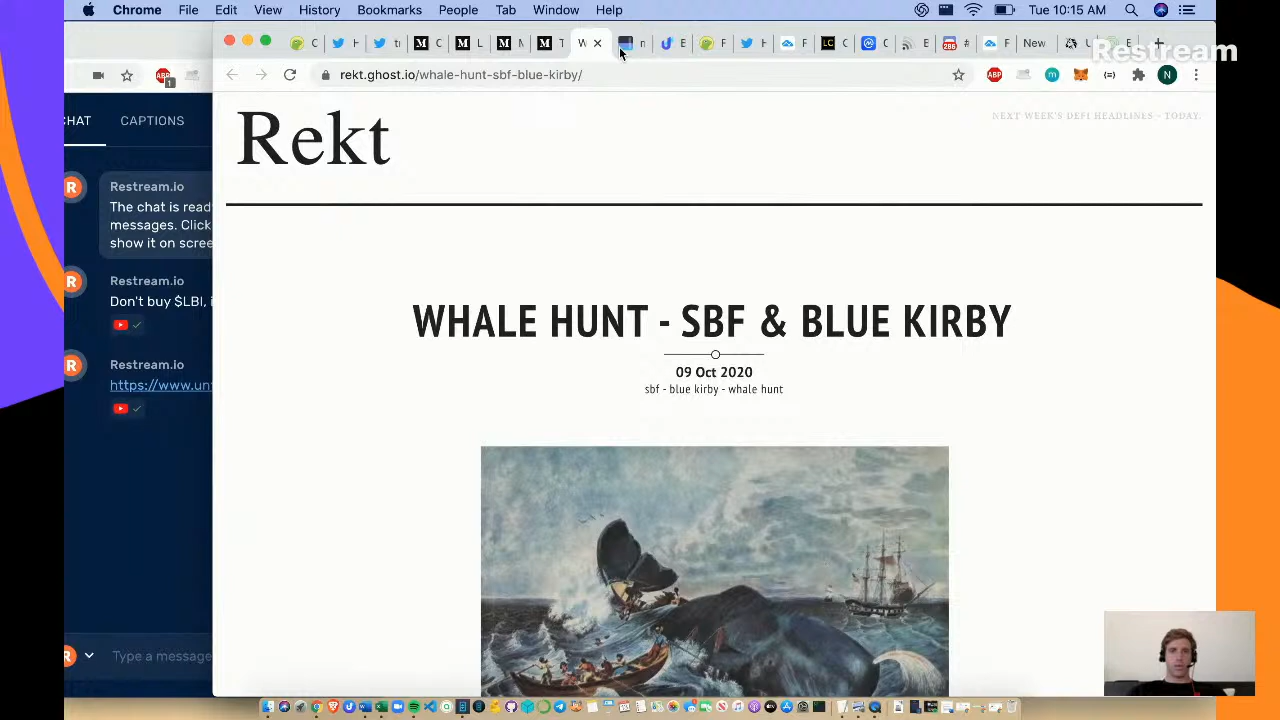 Chrome File Edit View History Bookmarks People Tab Window Help
Tue 10:15 AM
Restream
rekt.ghost.io/whale-hunt-sbf-blue-kirby/
CHAT
CAPTIONS
Restream.io
The chat is read
messages. Click
show it on scree
Restream.io
Don't buy $LBI, i
Restream.io
https://www.un
Type a message
Rekt
NEXT WEEK'S DEFI HEADLINES - TODAY.
WHALE HUNT - SBF & BLUE KIRBY
09 Oct 2020
sbf - blue kirby - whale hunt